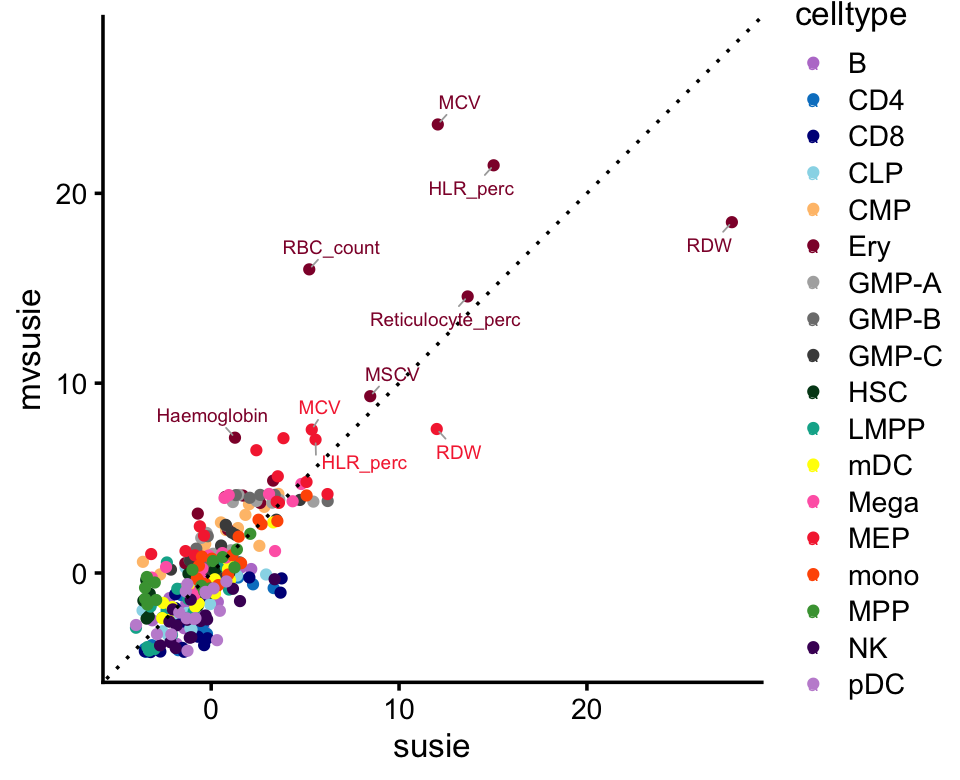 celltype
B
CD4
CD8
CLP
CMP
Ery
GMP-A
GMP-B
GMP-C
HSC
LMPP
mDC
Mega
MEP
mono
MPP
NK
pDC
MCV
HLR_perc
RDW
RBC_count
Reticulocyte_perc
MSCV
Haemoglobin
MCV
HLR_perc
RDW
20
10
0
mvsusie
0
10
20
susie